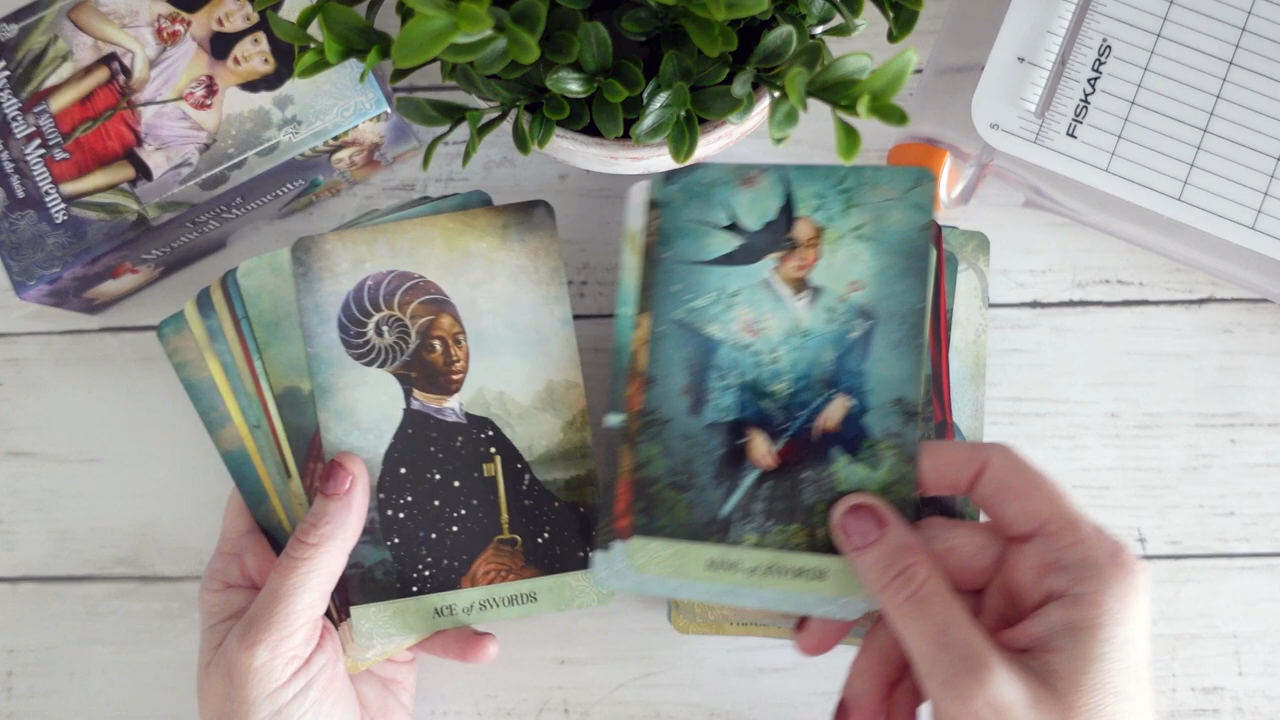 TAROT of
Mystical Moments
TAROT of
Mystical Moments
4
5
FISKARS®
ACE of SWORDS